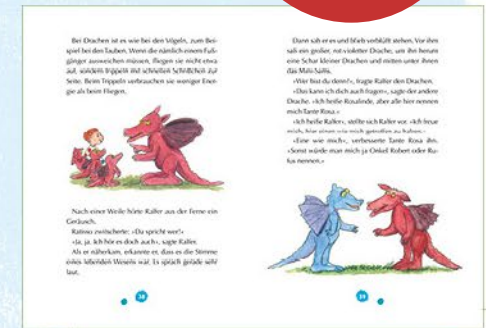 Bei Drachen ist es wie bei den Vögeln, zum Bei-
spiel bei den Tauben. Wenn die nämlich einem Fuß-
gänger ausweichen müssen, fliegen sie nicht etwa
auf, sondern trippeln mit schnellen Schrittchen zur
Seite. Beim Trippeln verbrauchen sie weniger Ener-
gie als beim Fliegen.
Nach einer Weile hörte Ralfer aus der Ferne ein
Geräusch.
zwitscherte: »Da spricht wer!«
»Ja, ja. Ich hör es doch auch«, sagte Ralfer.
Als er näherkam, erkannte er, dass es die Stimme
eines lebenden Wesens war. Es sprach gerade sehr
laut.
38
Dann sah er es und blieb verblüfft stehen. Vor ihm
saß ein großer, rot-violetter Drache, um ihn herum
eine Schar kleiner Drachen und mitten unter ihnen
das
»Wer bist du denn?«, fragte Ralfer den Drachen.
»Das kann ich dich auch fragen«, sagte der andere
Drache. »Ich heiße Rosalinde, aber alle hier nennen
mich Tante Rosa.«
»Ich heiße Ralfer«, stellte sich Ralfer vor. »Ich freue
mich, hier einen wie mich getroffen zu haben.«
»Eine wie mich«, verbesserte Tante Rosa ihn.
»Sonst würde man mich ja Onkel Robert oder Ru-
fus nennen.«
39